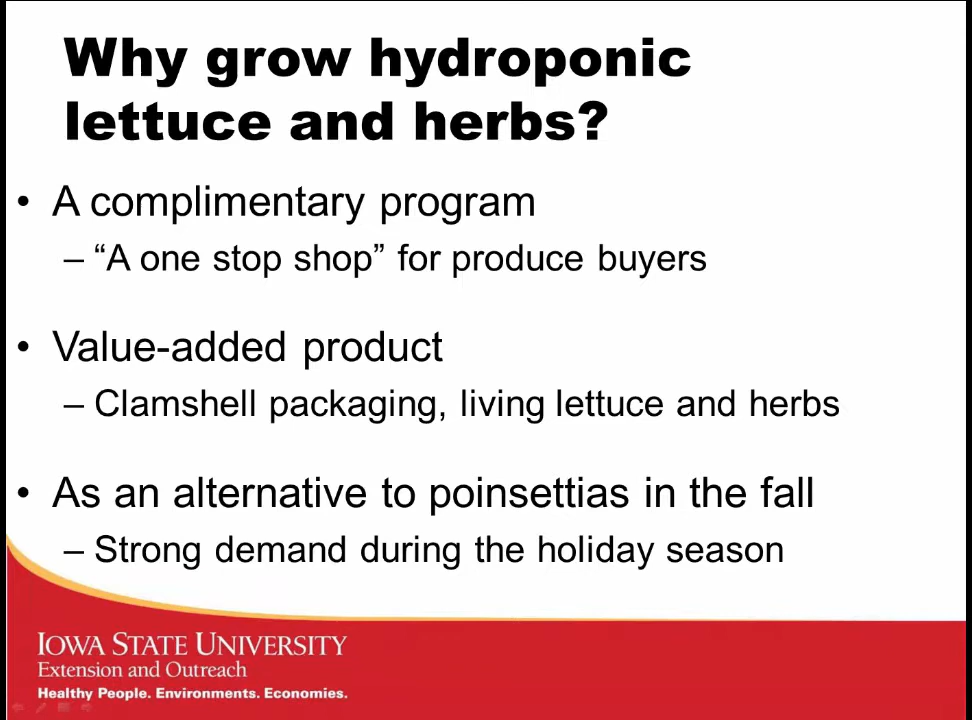 Why grow hydroponic
lettuce and herbs?
• A complimentary program
– “A one stop shop” for produce buyers
• Value-added product
– Clamshell packaging, living lettuce and herbs
• As an alternative to poinsettias in the fall
– Strong demand during the holiday season
IOWA STATE UNIVERSITY
Extension and Outreach
Healthy People. Environments. Economies.